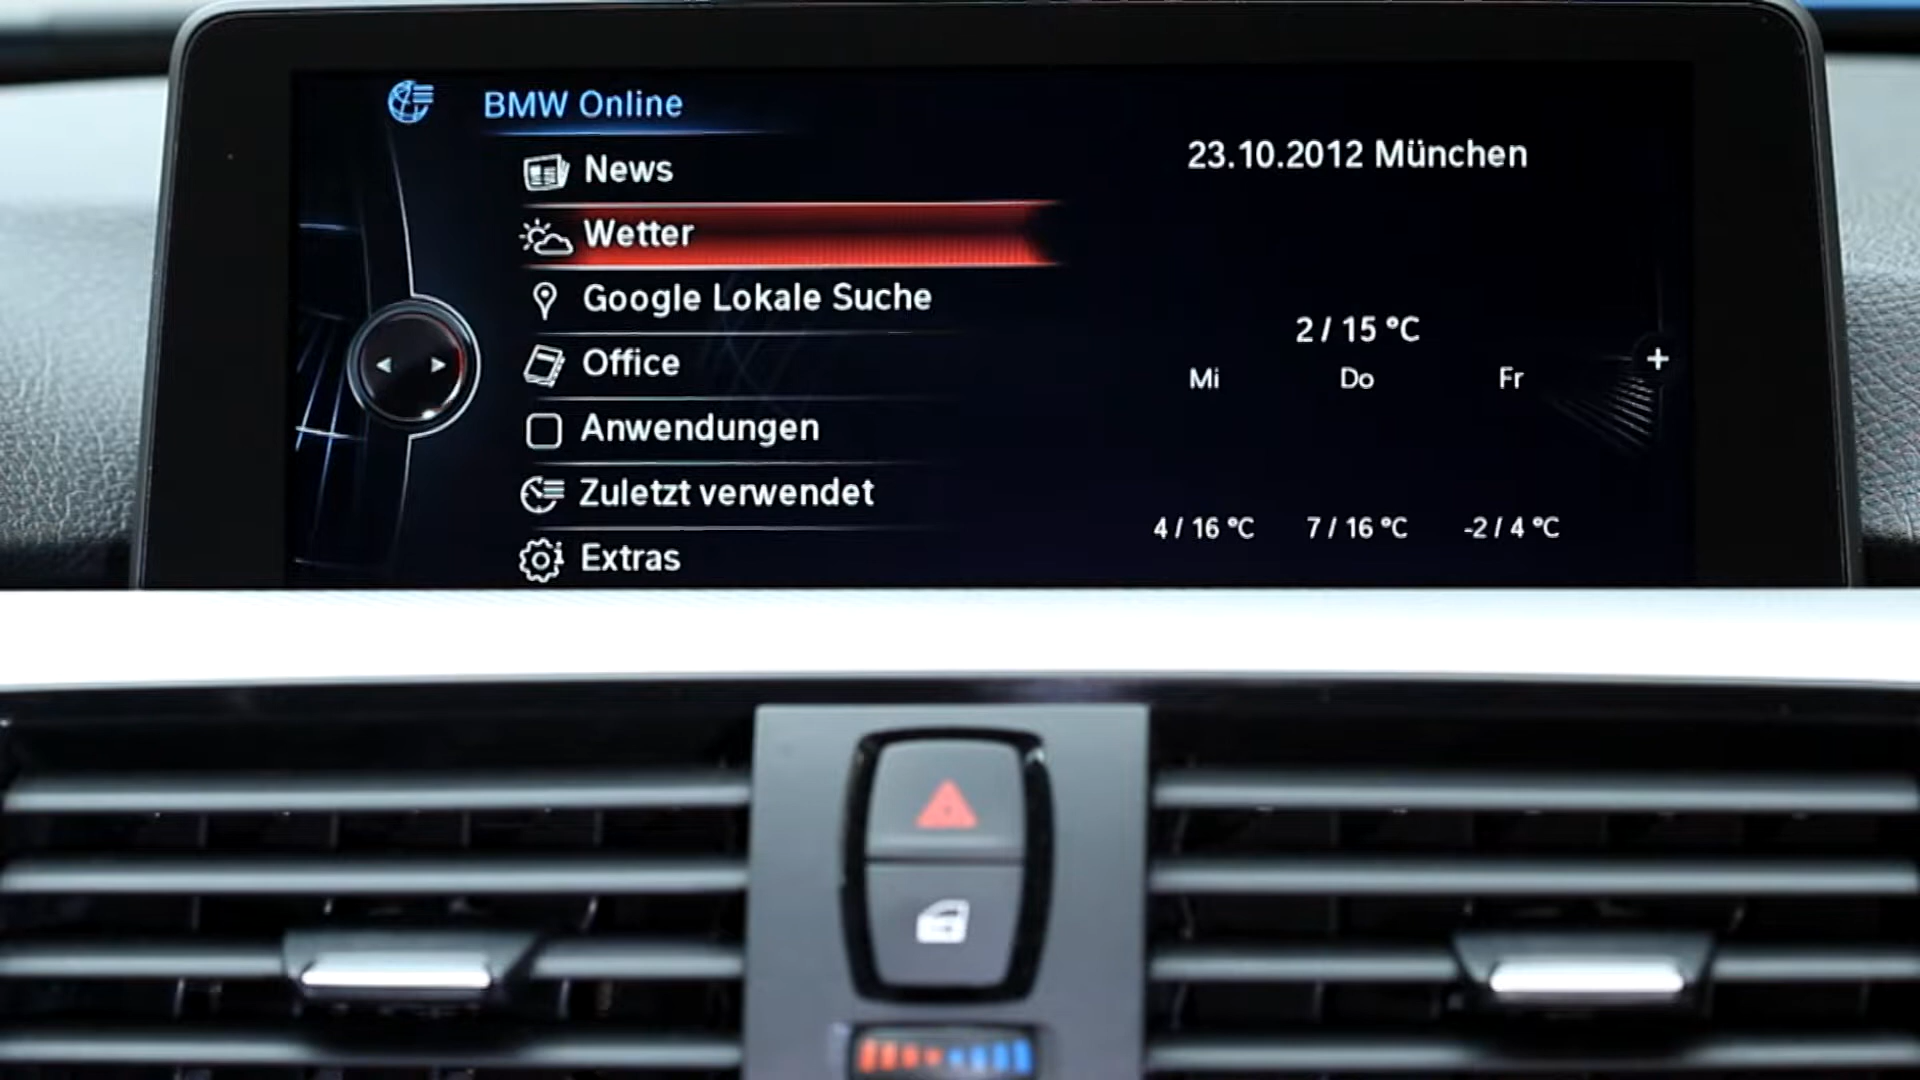 BMW Online
News
Wetter
Google Lokale Suche
Office
Anwendungen
Zuletzt verwendet
Extras
23.10.2012 München
2 / 15 °C
Mi Do Fr
4 / 16 °C 7 / 16 °C -2 / 4 °C